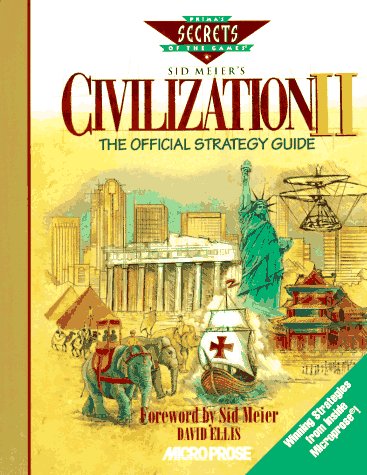 PRIMA'S
SECRETS
OF THE GAMES®
SID MEIER'S
CIVILIZATION II
THE OFFICIAL STRATEGY GUIDE
Foreword by Sid Meier
DAVID ELLIS
MICROPROSE
Winning Strategies
from Inside
Microprose®!